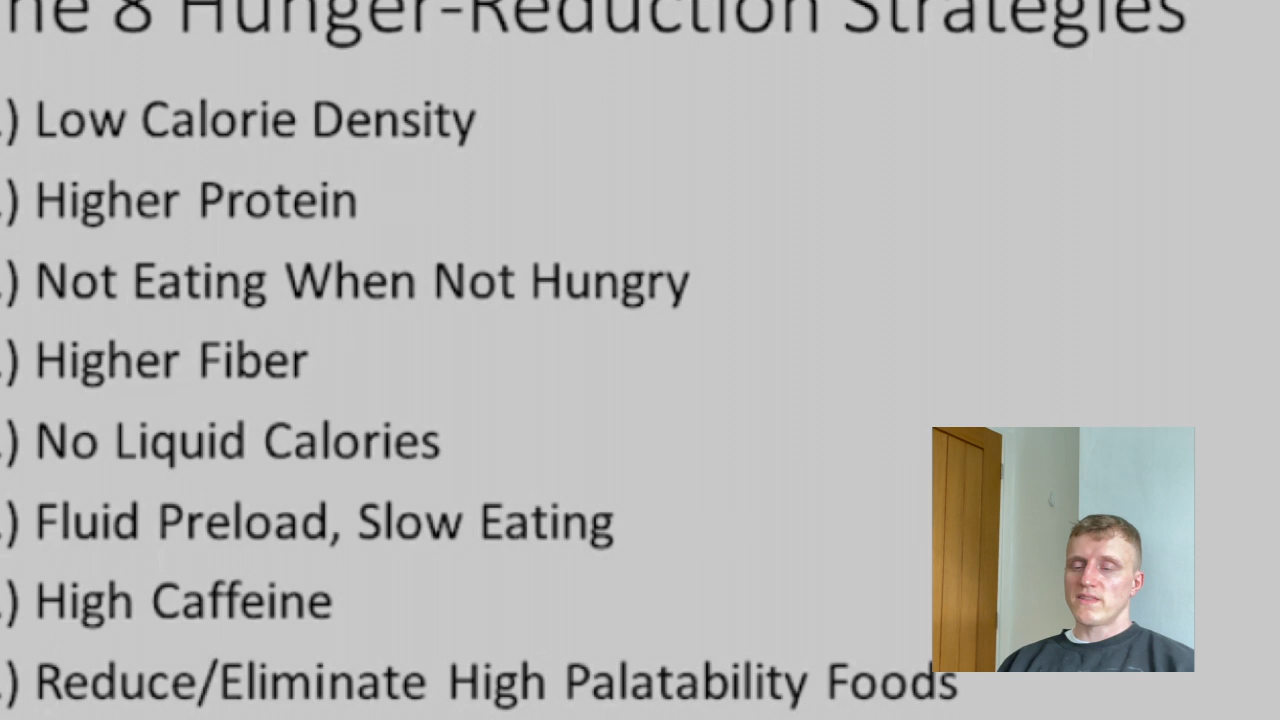 he 8 Hunger-Reduction Strategies
.) Low Calorie Density
.) Higher Protein
.) Not Eating When Not Hungry
.) Higher Fiber
.) No Liquid Calories
.) Fluid Preload, Slow Eating
.) High Caffeine
.) Reduce/Eliminate High Palatability Foods